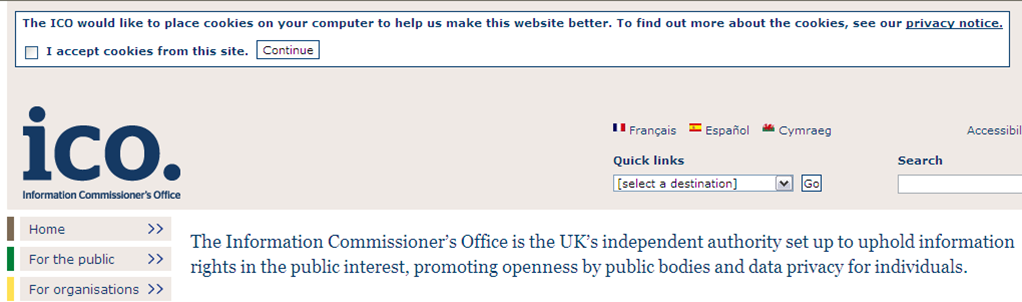 The ICO would like to place cookies on your computer to help us make this website better. To find out more about the cookies, see our privacy notice.
I accept cookies from this site. Continue
ico.
Information Commissioner's Office
Français Español Cymraeg Accessibil
Quick links Search
[select a destination] Go
Home >>
For the public >>
For organisations >>
The Information Commissioner's Office is the UK's independent authority set up to uphold information
rights in the public interest, promoting openness by public bodies and data privacy for individuals.